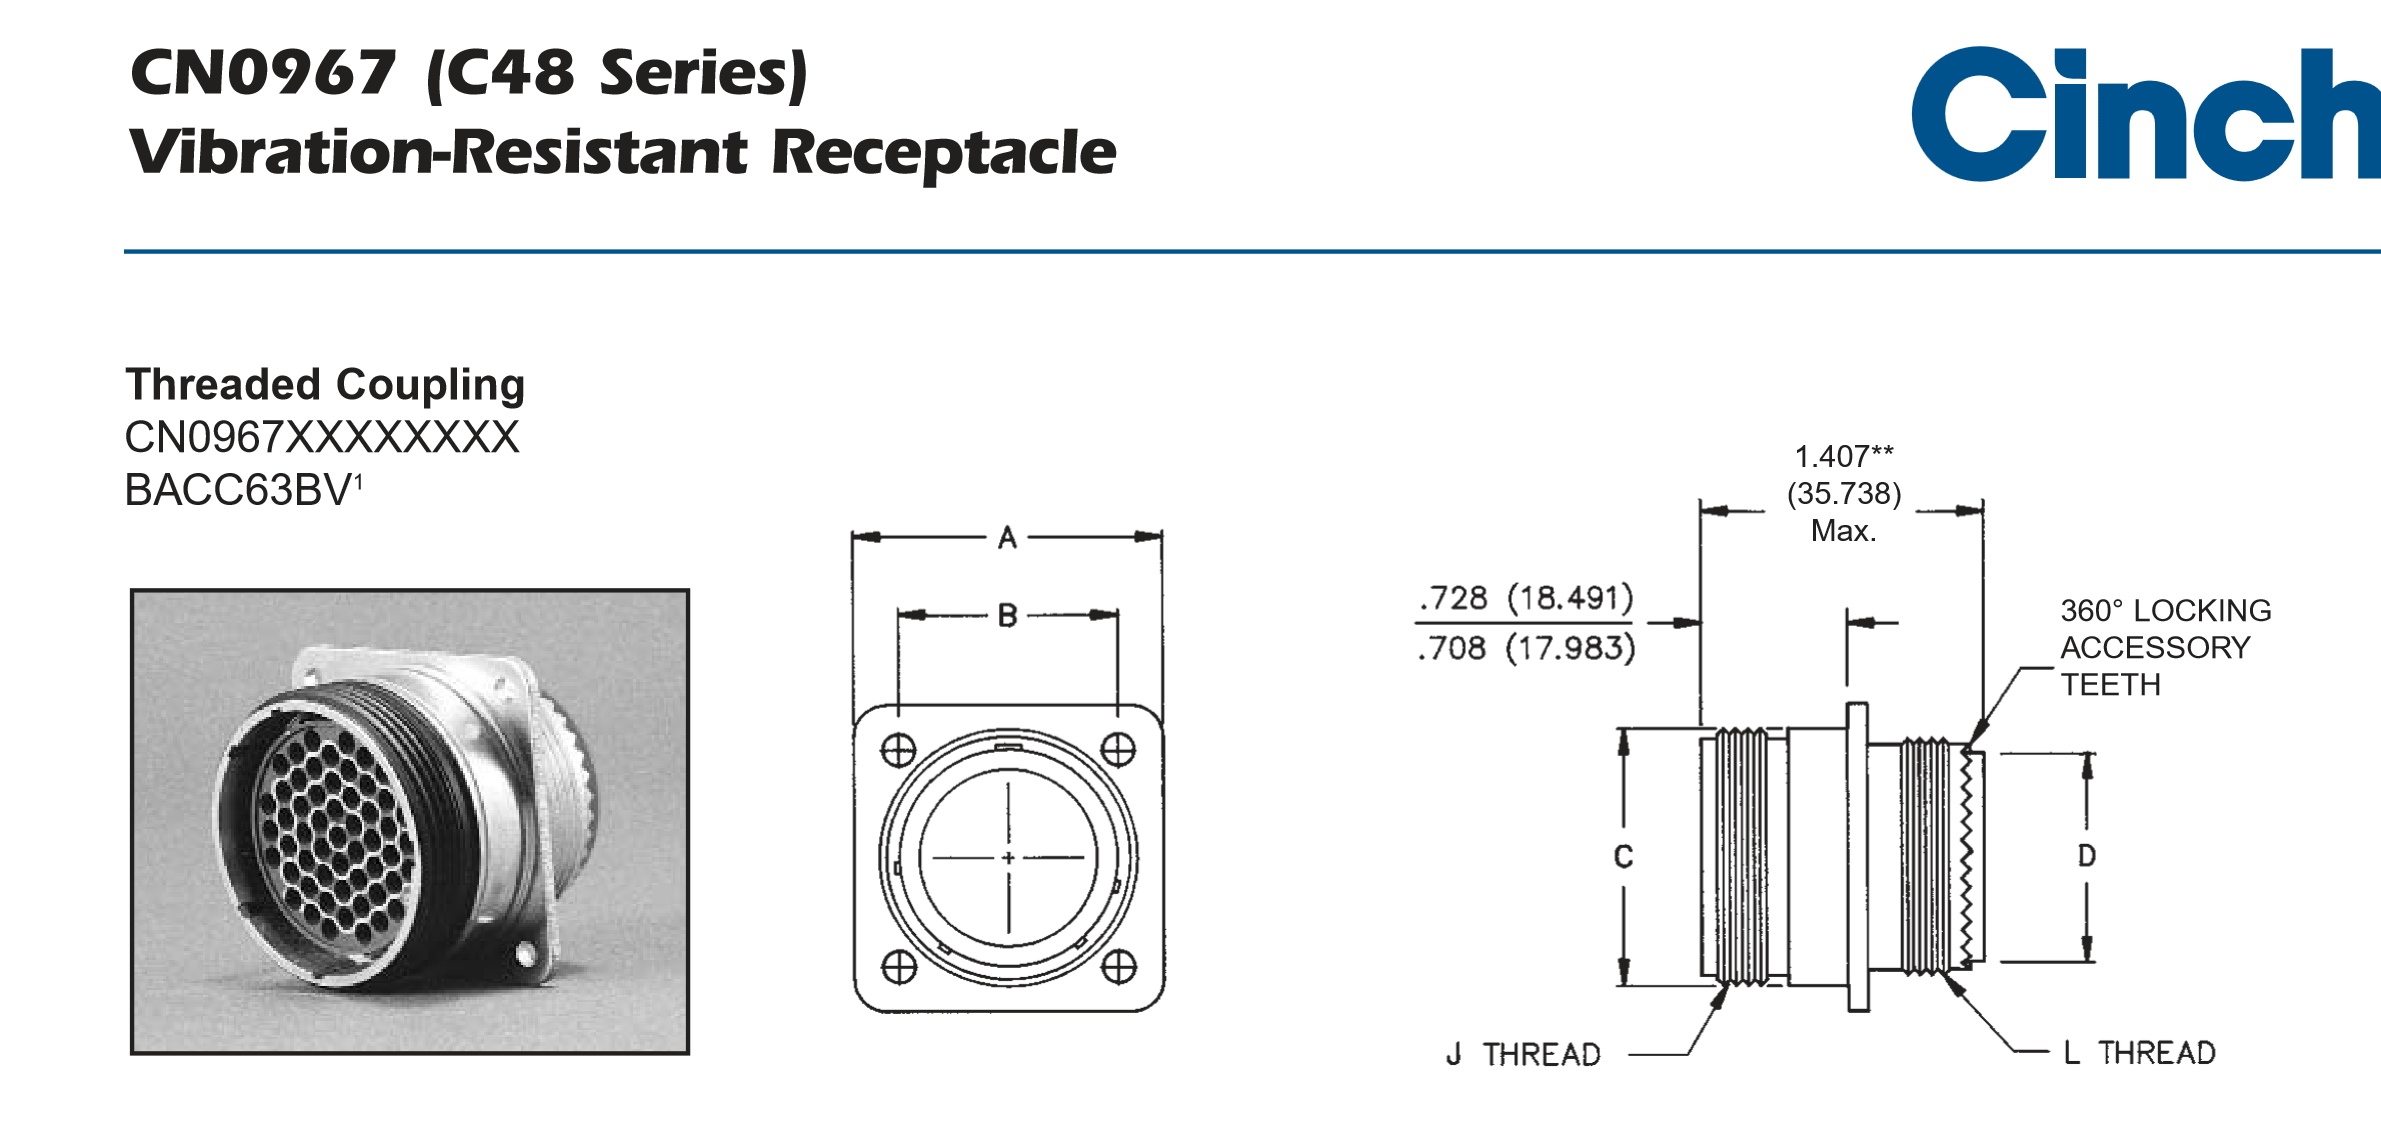 CN0967 (C48 Series)
Vibration-Resistant Receptacle
Cinch
Threaded Coupling
CN0967XXXXXXXX
BACC63BV¹
A
B
1.407**
(35.738)
Max.
.728 (18.491)
.708 (17.983)
360° LOCKING
ACCESSORY
TEETH
C
D
J THREAD
L THREAD